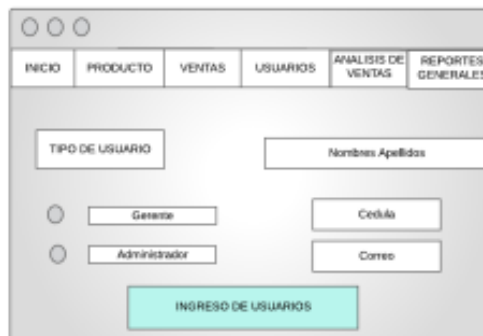 INICIO
PRODUCTO
VENTAS
USUARIOS
ANALISIS DE
VENTAS
REPORTES
GENERALES
TIPO DE USUARIO
Nombres Apellidos
Gerente
Cedula
Administrador
Correo
INGRESO DE USUARIOS